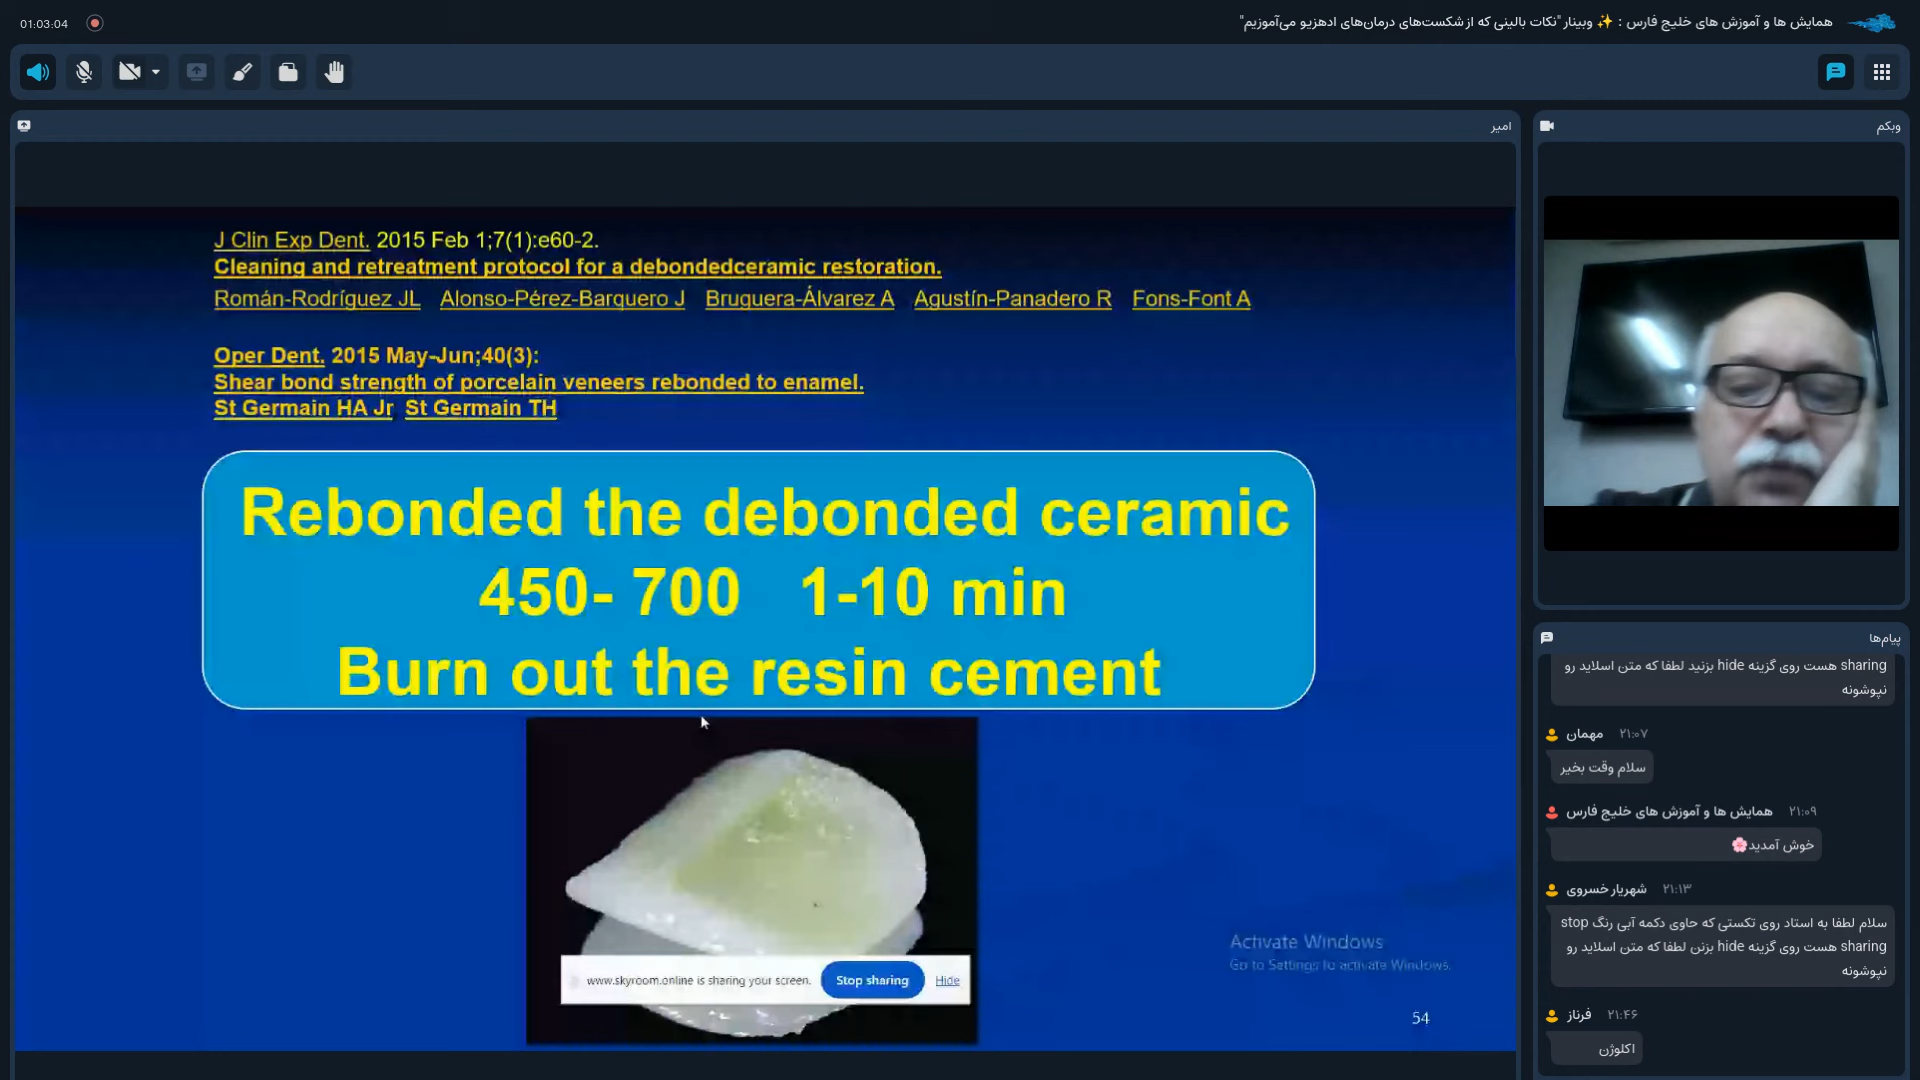 01:03:04
همایش ها و آموزش های خلیج فارس : ✨ وبینار "نکات بالینی که از شکست‌های درمان‌های ادهزیو می‌آموزیم"
امیر
J Clin Exp Dent. 2015 Feb 1;7(1):e60-2.
Cleaning and retreatment protocol for a debondedceramic restoration.
Román-Rodríguez JL Alonso-Pérez-Barquero J Bruguera-Álvarez A Agustín-Panadero R Fons-Font A
Oper Dent. 2015 May-Jun;40(3):
Shear bond strength of porcelain veneers rebonded to enamel.
St Germain HA Jr St Germain TH
Rebonded the debonded ceramic
450- 700 1-10 min
Burn out the resin cement
www.skyroom.online is sharing your screen. Stop sharing Hide
Activate Windows
Go to Settings to activate Windows.
54
وبکم
پیام‌ها
sharing هست روی گزینه hide بزنید لطفا که متن اسلاید رو
نپوشونه
مهمان ۲۱:۰۷
سلام وقت بخیر
همایش ها و آموزش های خلیج فارس ۲۱:۰۹
خوش آمدید🌸
شهریار خسروی ۲۱:۱۳
سلام لطفا به استاد روی تکستی که حاوی دکمه آبی رنگ stop
sharing هست روی گزینه hide بزنن لطفا که متن اسلاید رو
نپوشونه
فرناز ۲۱:۴۶
اکلوژن